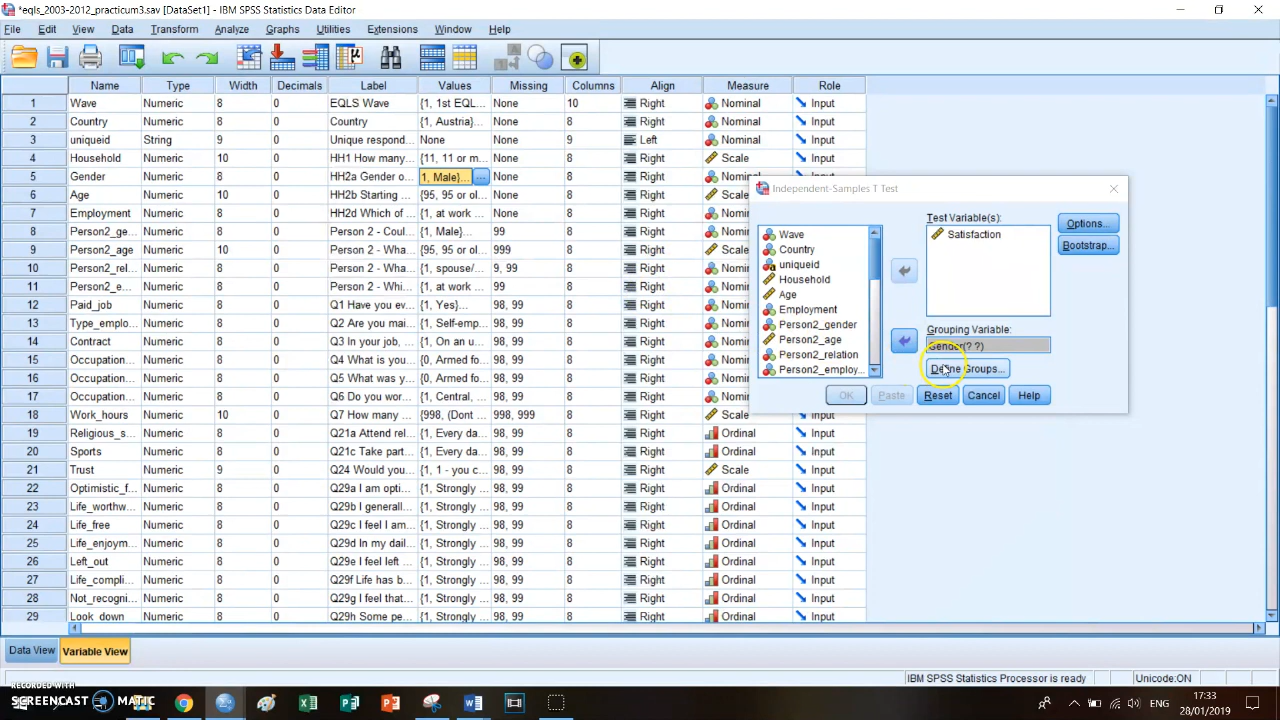 *eqls_2003-2012_practicum3.sav [DataSet1] - IBM SPSS Statistics Data Editor
File Edit View Data Transform Analyze Graphs Utilities Extensions Window Help
Name Type Width Decimals Label Values Missing Columns Align Measure Role
1 Wave Numeric 8 0 EQLS Wave {1, 1st EQL... None 10 Right Nominal Input
2 Country Numeric 8 0 Country {1, Austria}... None 8 Right Nominal Input
3 uniqueid String 9 0 Unique respond... None None 9 Left Nominal Input
4 Household Numeric 10 0 HH1 How many... {11, 11 or m... None 8 Right Scale Input
5 Gender Numeric 8 0 HH2a Gender o... 1, Male}... ... None 8 Right Nominal Input
6 Age Numeric 10 0 HH2b Starting ... {95, 95 or ol... None 8 Right
7 Employment Numeric 8 0 HH2d Which of... {1, at work ... None 8 Right
8 Person2_gender Numeric 8 0 Person 2 - Cou... {1, Male}... 99 8 Right
9 Person2_age Numeric 10 0 Person 2 - Wha... {95, 95 or ol... 999 8 Right
10 Person2_rel... Numeric 8 0 Person 2 - Wha... {1, spouse/... 9, 99 8 Right
11 Person2_e... Numeric 8 0 Person 2 - Whi... {1, at work ... 99 8 Right
12 Paid_job Numeric 8 0 Q1 Have you ev... {1, Yes}... 98, 99 8 Right
13 Type_emplo... Numeric 8 0 Q2 Are you mai... {1, Self-emp... 98, 99 8 Right
14 Contract Numeric 8 0 Q3 In your job, ... {1, On an u... 98, 99 8 Right
15 Occupation... Numeric 8 0 Q4 What is you... {0, Armed fo... 98, 99 8 Right
16 Occupation... Numeric 8 0 Q5 What was y... {0, Armed fo... 98, 99 8 Right
17 Occupation... Numeric 8 0 Q6 Do you wor... {1, Central, ... 98, 99 8 Right
18 Work_hours Numeric 10 0 Q7 How many ... {998, (Dont ... 998, 999 8 Right Scale Input
19 Religious_s... Numeric 8 0 Q21a Attend rel... {1, Every da... 98, 99 8 Right Ordinal Input
20 Sports Numeric 8 0 Q21c Take part... {1, Every da... 98, 99 8 Right Ordinal Input
21 Trust Numeric 9 0 Q24 Would you... {1, 1 - you c... 98, 99 8 Right Scale Input
22 Optimistic_f... Numeric 8 0 Q29a I am opti... {1, Strongly ... 98, 99 8 Right Ordinal Input
23 Life_worthw... Numeric 8 0 Q29b I generall... {1, Strongly ... 98, 99 8 Right Ordinal Input
24 Life_free Numeric 8 0 Q29c I feel I am... {1, Strongly ... 98, 99 8 Right Ordinal Input
25 Life_enjoym... Numeric 8 0 Q29d In my dail... {1, Strongly ... 98, 99 8 Right Ordinal Input
26 Left_out Numeric 8 0 Q29e I feel left ... {1, Strongly ... 98, 99 8 Right Ordinal Input
27 Life_compli... Numeric 8 0 Q29f Life has b... {1, Strongly ... 98, 99 8 Right Ordinal Input
28 Not_recogni... Numeric 8 0 Q29g I feel that... {1, Strongly ... 98, 99 8 Right Ordinal Input
29 Look_down Numeric 8 0 Q29h Some pe... {1, Strongly ... 98, 99 8 Right Ordinal Input
Independent-Samples T Test
Wave
Country
uniqueid
Household
Age
Employment
Person2_gender
Person2_age
Person2_relation
Person2_employ...
Test Variable(s):
Satisfaction
Grouping Variable:
Gender(? ?)
Define Groups...
Options...
Bootstrap...
OK Paste Reset Cancel Help
Data View Variable View
IBM SPSS Statistics Processor is ready Unicode:ON
RECORDED WITH
SCREENCAST MATIC
ENG
17:33
28/01/2019